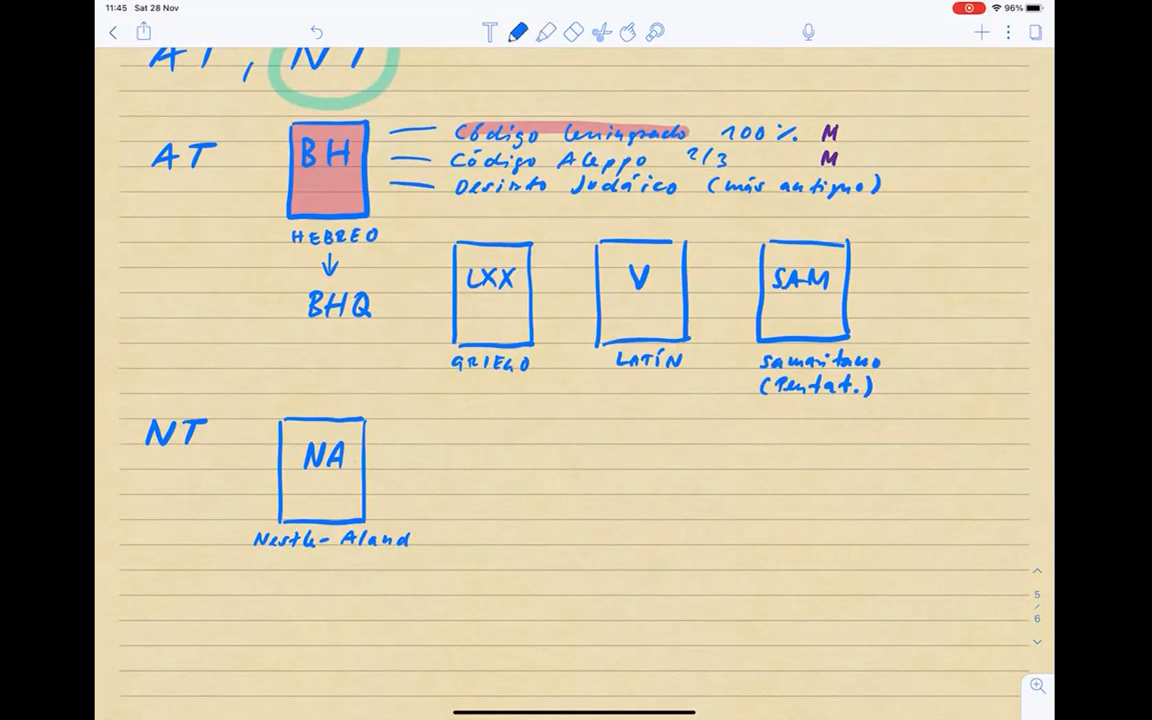 11:45 Sat 28 Nov 96%
AT, NT
AT BH Código Leningrado 100% M
Código Aleppo 2/3 M
Desierto Judáico (más antiguo)
HEBREO
BHQ
LXX V SAM
GRIEGO LATÍN Samaritano
(Pentat.)
NT NA
Nestle-Aland
5
/
6